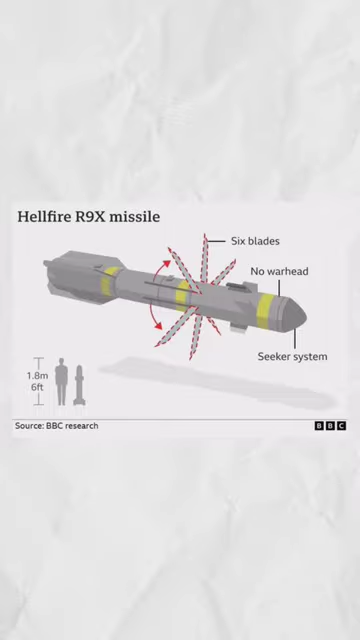 Hellfire R9X missile
Six blades
No warhead
Seeker system
1.8m
6ft
Source: BBC research
BBC